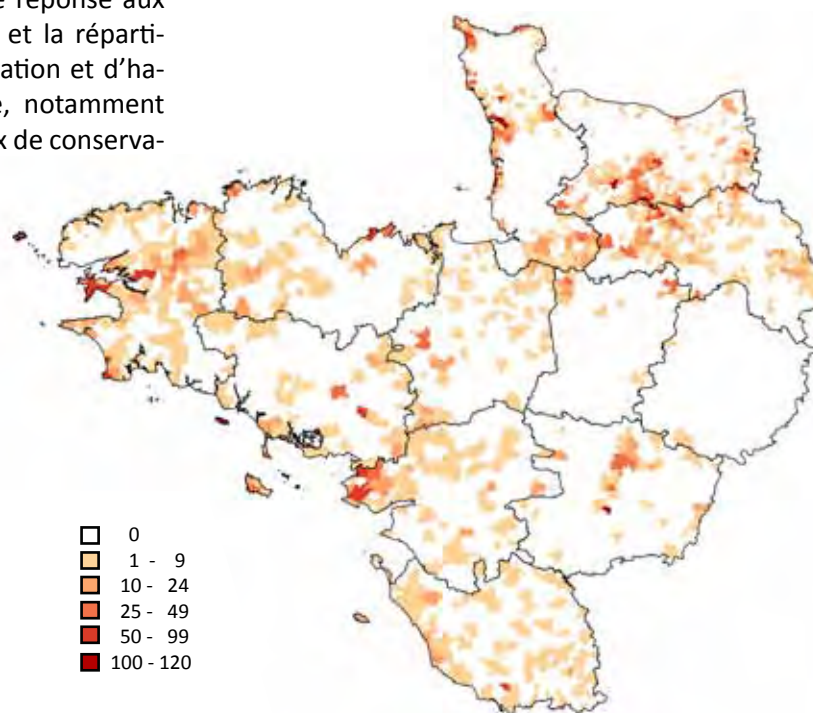 réponse aux
et la réparti-
ation et d'ha-
notamment
de conserva-
0
1 - 9
10 - 24
25 - 49
50 - 99
100 - 120